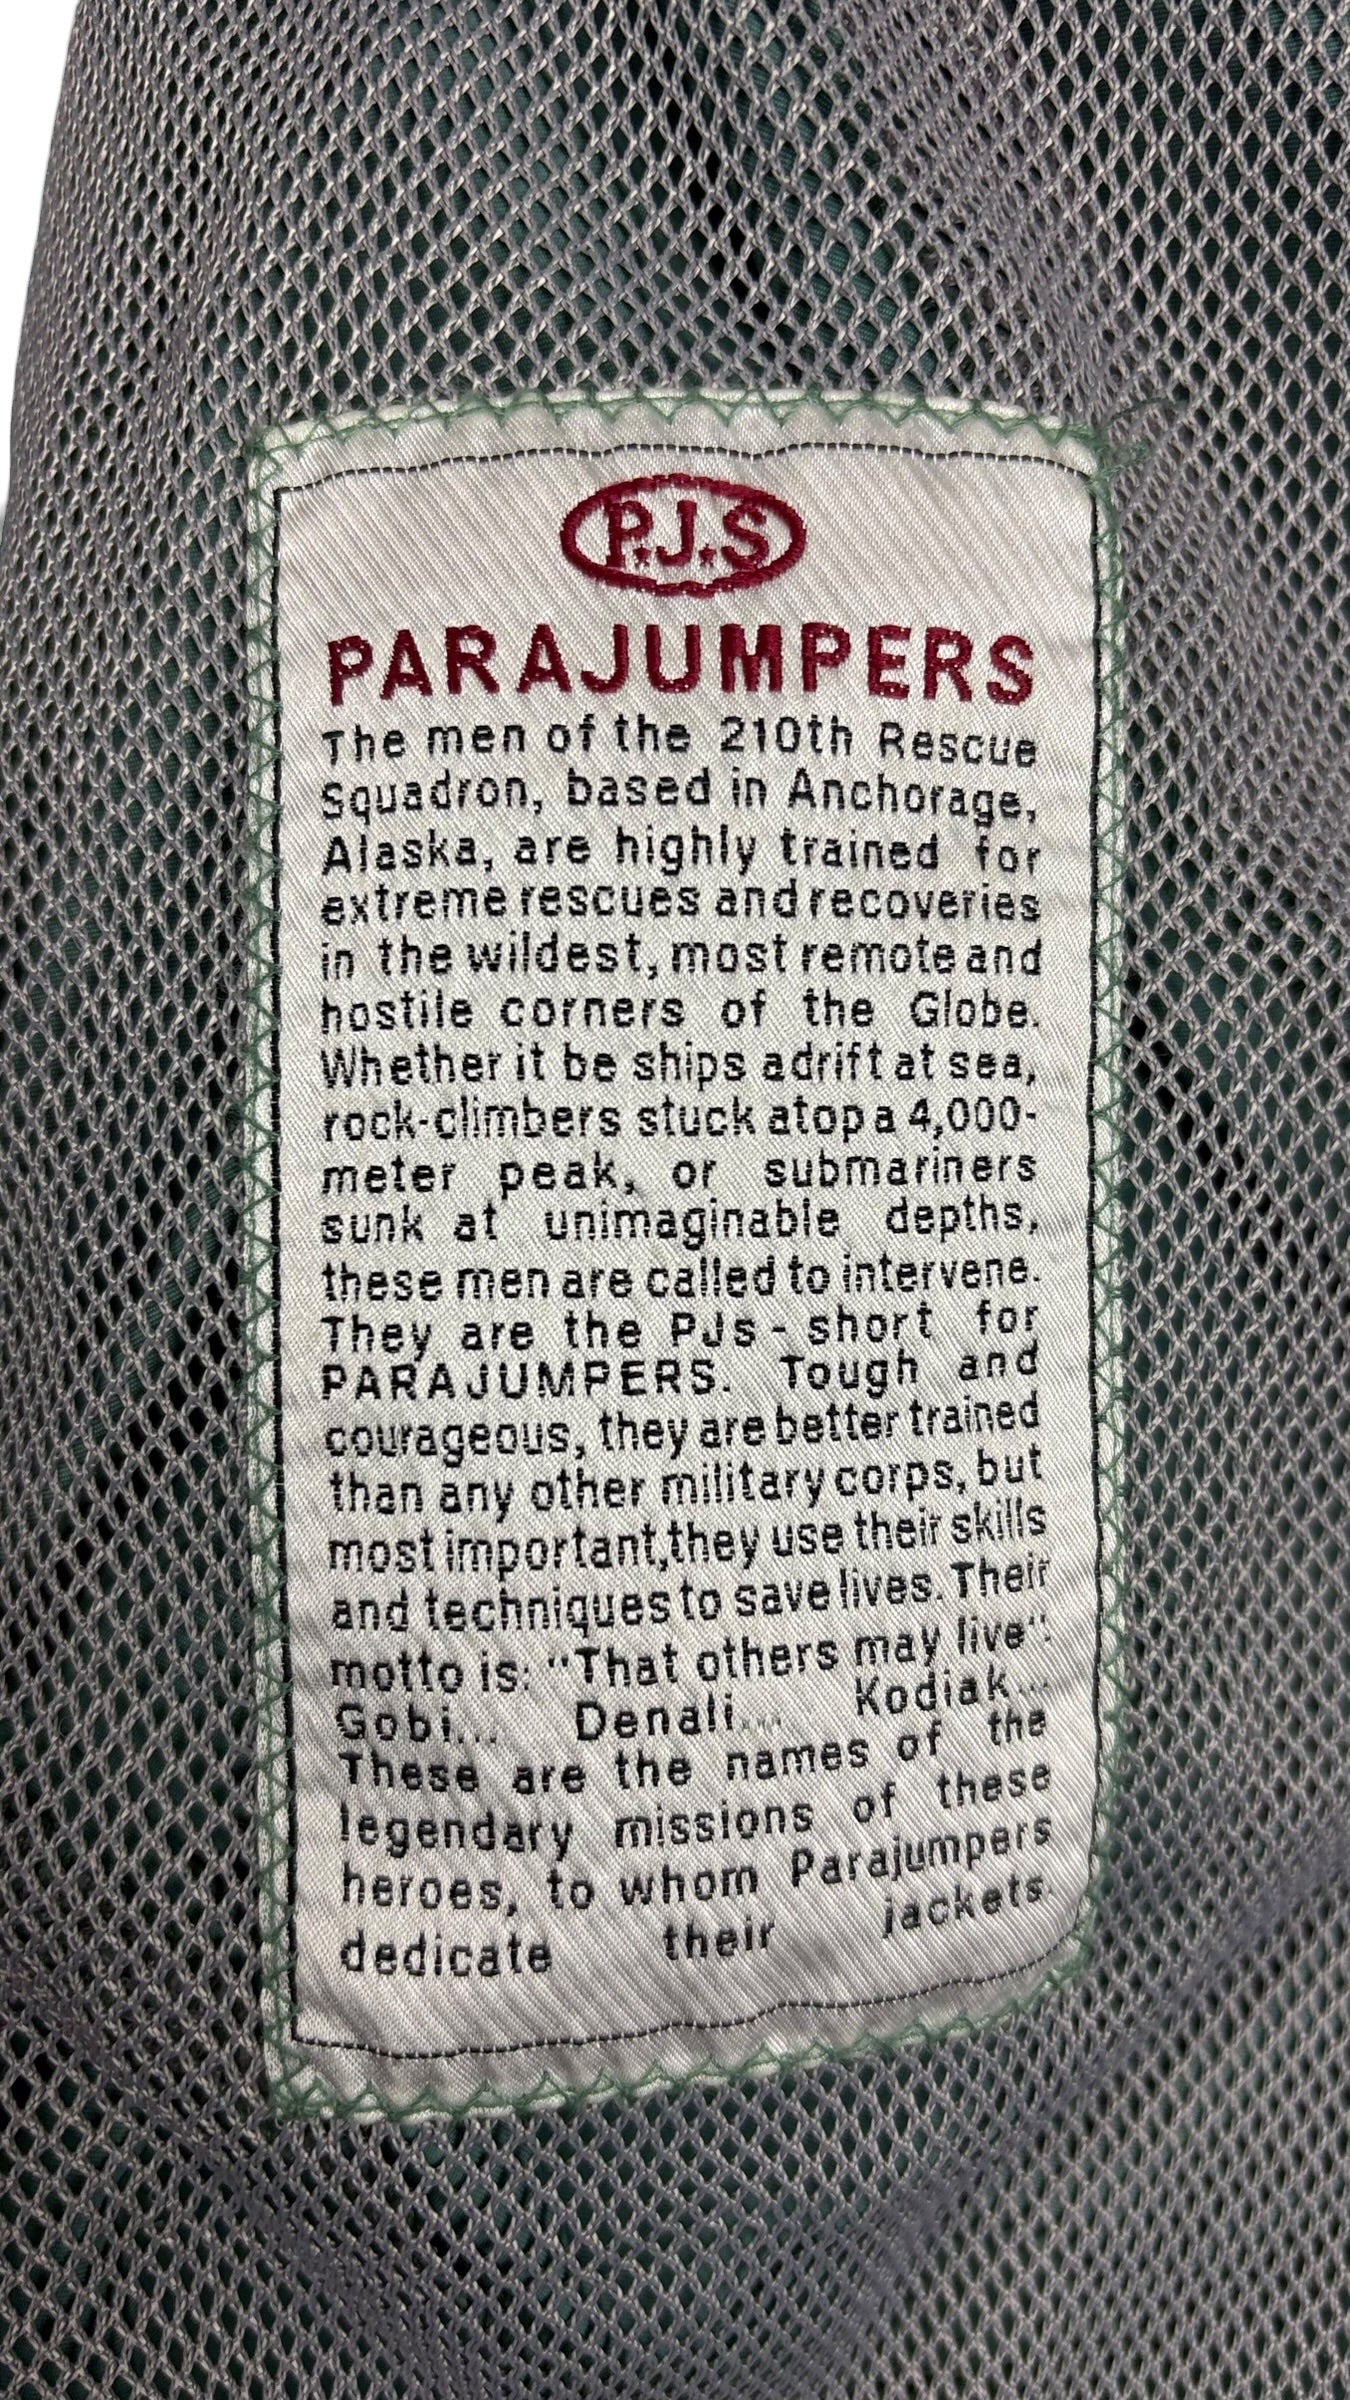 P.J.S
PARAJUMPERS
The men of the 210th Rescue
Squadron, based in Anchorage,
Alaska, are highly trained for
extreme rescues and recoveries
in the wildest, most remote and
hostile corners of the Globe.
Whether it be ships adrift at sea,
rock-climbers stuck atop a 4,000-
meter peak, or submariners
sunk at unimaginable depths,
these men are called to intervene.
They are the PJs - short for
PARAJUMPERS. Tough and
courageous, they are better trained
than any other military corps, but
most important,they use their skills
and techniques to save lives. Their
motto is: "That others may live":
Gobi... Denali... Kodiak...
These are the names of the
legendary missions of these
heroes, to whom Parajumpers
dedicate their jackets.